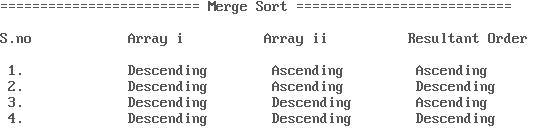 ========================= Merge Sort ===========================
S.no Array i Array ii Resultant Order
1. Descending Ascending Ascending
2. Descending Ascending Descending
3. Descending Descending Ascending
4. Descending Descending Descending